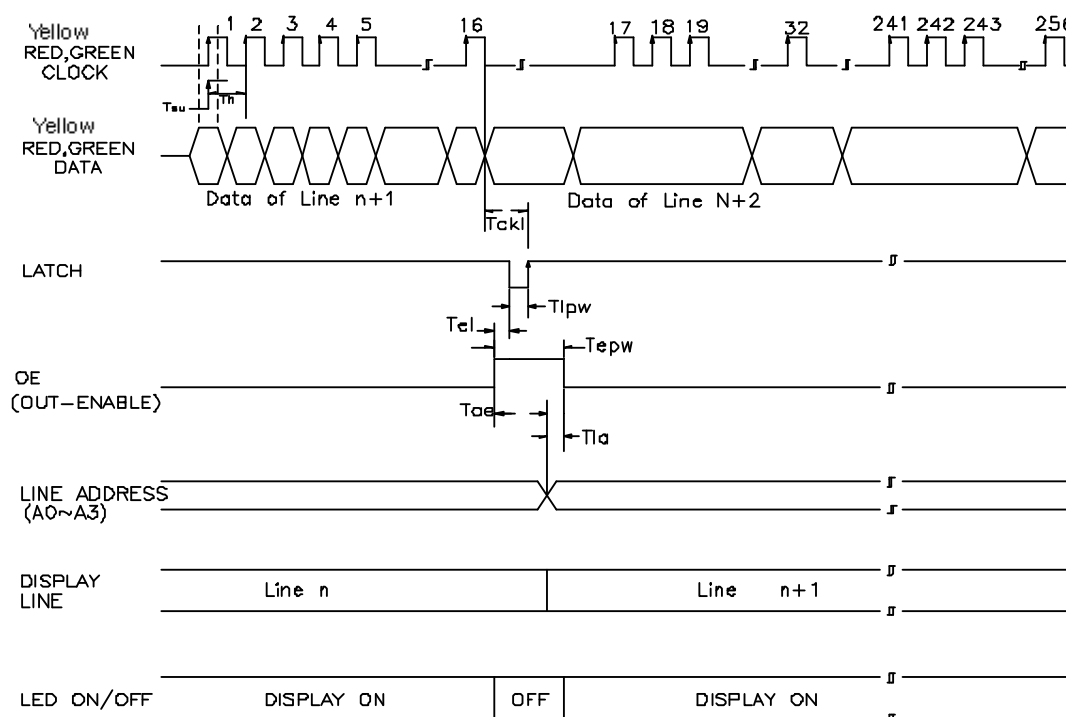 Yellow
RED,GREEN
CLOCK
1 2 3 4 5 16 17 18 19 32 241 242 243 256
Tsu Th
Yellow
RED,GREEN
DATA
Data of Line n+1 Data of Line N+2
Tckl
LATCH
Tlpw
Tel
Tepw
OE
(OUT-ENABLE)
Tae
Tla
LINE ADDRESS
(A0~A3)
DISPLAY
LINE
Line n Line n+1
LED ON/OFF DISPLAY ON OFF DISPLAY ON